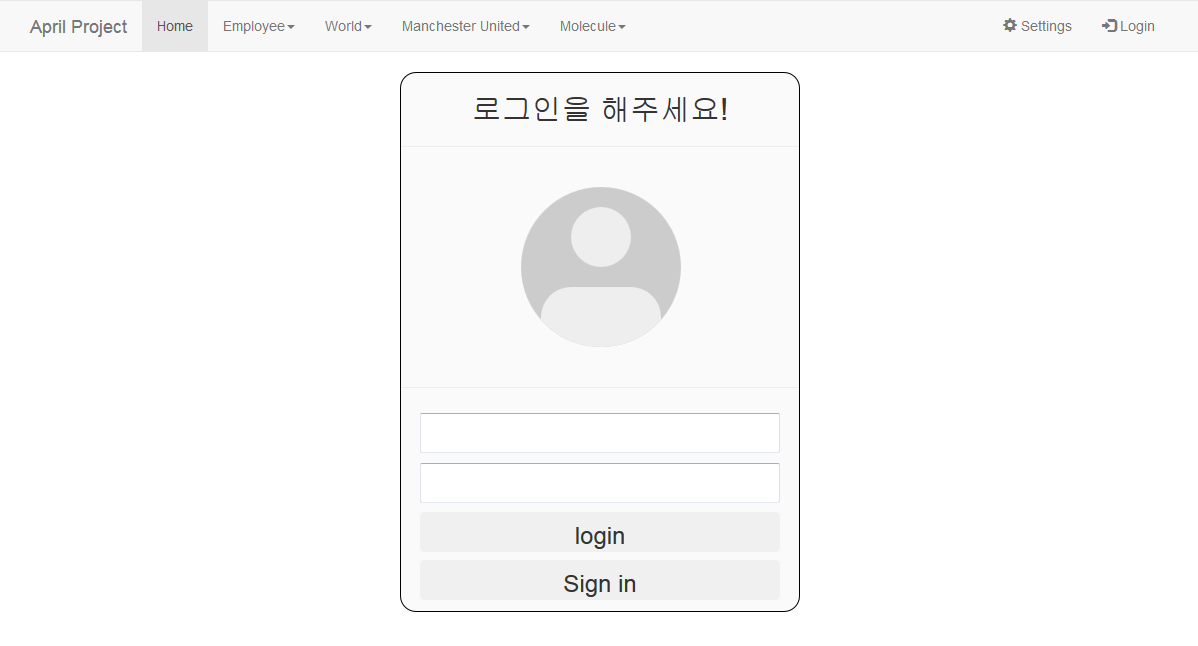 April Project Home Employee World Manchester United Molecule Settings Login
로그인을 해주세요!
login
Sign in